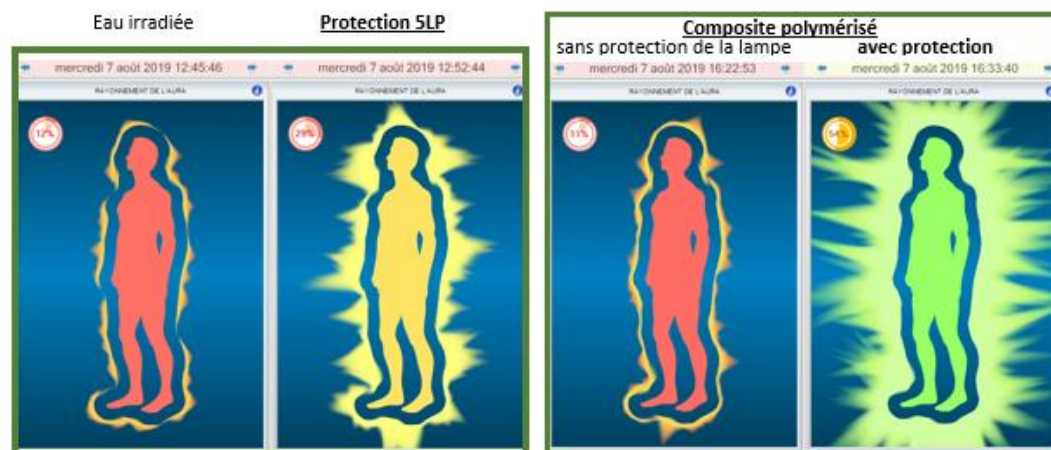 Eau irradiée
Protection 5LP
mercredi 7 août 2019 12:45:46
mercredi 7 août 2019 12:52:44
RAYONNEMENT DE L'AURA
RAYONNEMENT DE L'AURA
12%
29%
Composite polymérisé
sans protection de la lampe
avec protection
mercredi 7 août 2019 16:22:53
mercredi 7 août 2019 16:33:40
RAYONNEMENT DE L'AURA
RAYONNEMENT DE L'AURA
54%